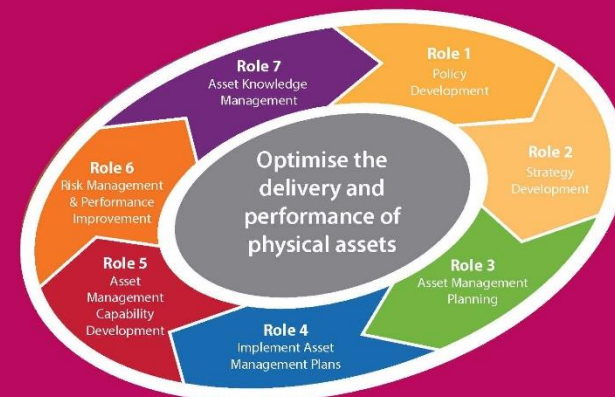 Role 1
Policy
Development
Role 2
Strategy
Development
Role 3
Asset Management
Planning
Role 4
Implement Asset
Management Plans
Role 5
Asset
Management
Capability
Development
Role 6
Risk Management
& Performance
Improvement
Role 7
Asset Knowledge
Management
Optimise the
delivery and
performance of
physical assets